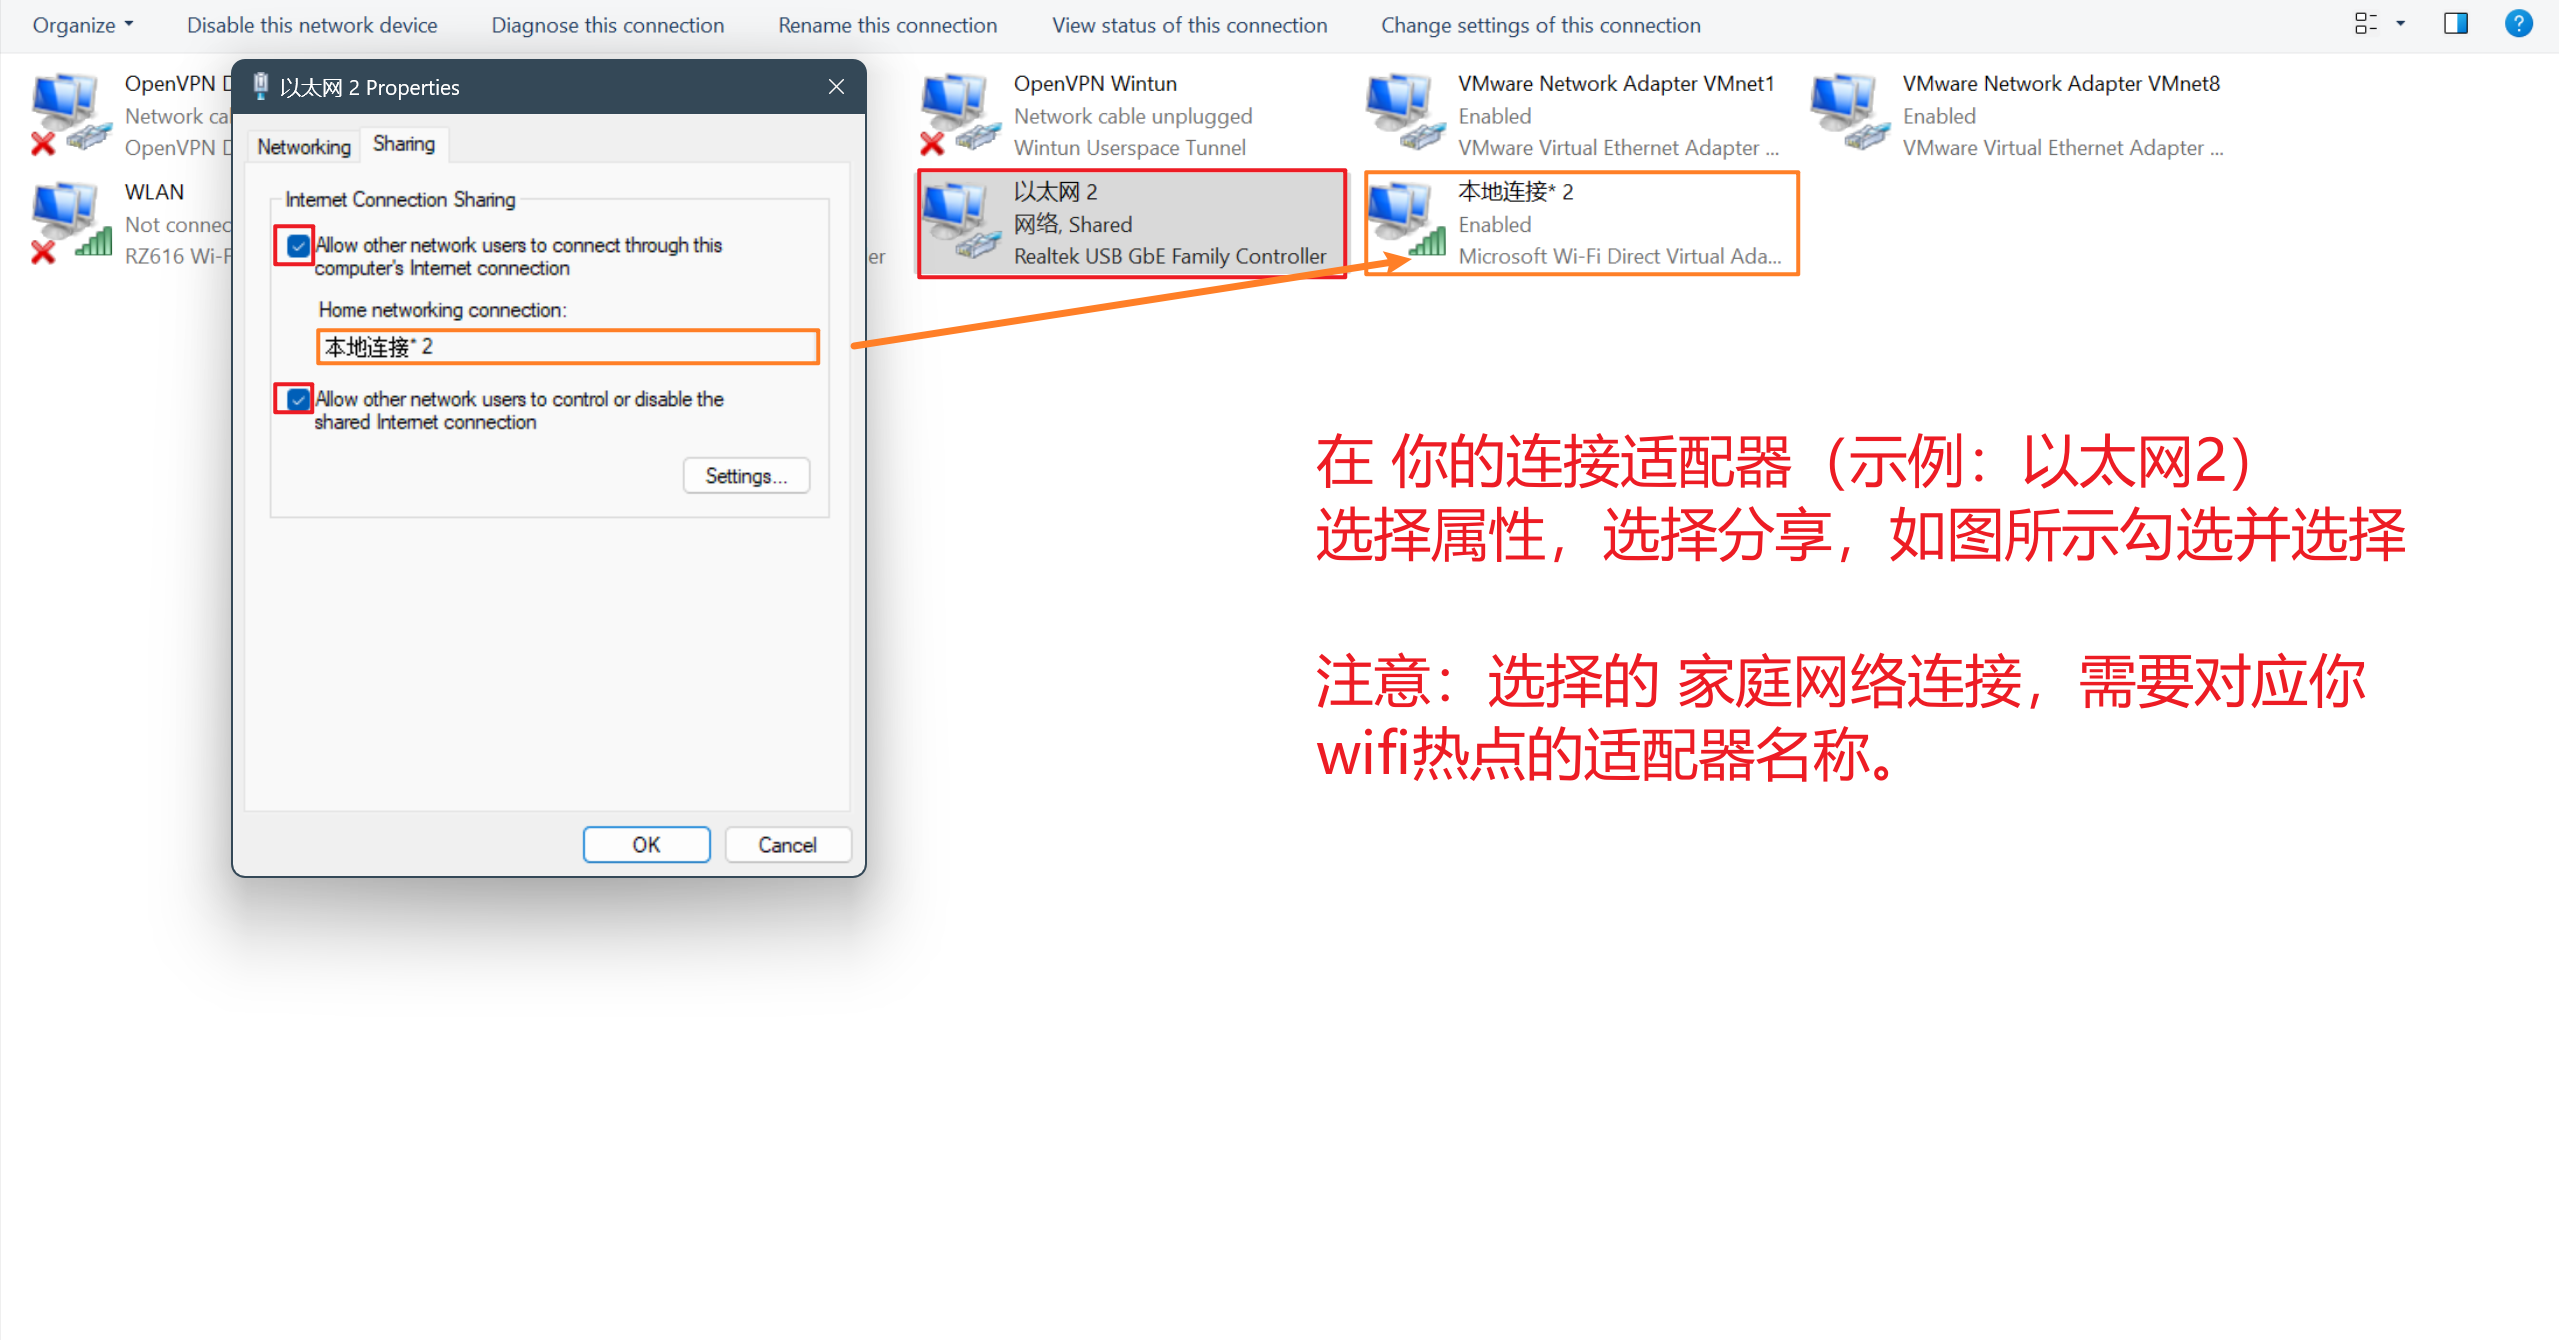 Organize
Disable this network device
Diagnose this connection
Rename this connection
View status of this connection
Change settings of this connection
OpenVPN D
Network ca
OpenVPN D
OpenVPN Wintun
Network cable unplugged
Wintun Userspace Tunnel
VMware Network Adapter VMnet1
Enabled
VMware Virtual Ethernet Adapter ...
VMware Network Adapter VMnet8
Enabled
VMware Virtual Ethernet Adapter ...
WLAN
Not connec
RZ616 Wi-F
er
以太网 2
网络, Shared
Realtek USB GbE Family Controller
本地连接* 2
Enabled
Microsoft Wi-Fi Direct Virtual Ada...
以太网 2 Properties
Networking
Sharing
Internet Connection Sharing
Allow other network users to connect through this
computer's Internet connection
Home networking connection:
本地连接* 2
Allow other network users to control or disable the
shared Internet connection
Settings...
OK
Cancel
在 你的连接适配器（示例：以太网2）
选择属性，选择分享，如图所示勾选并选择
注意：选择的 家庭网络连接，需要对应你
wifi热点的适配器名称。